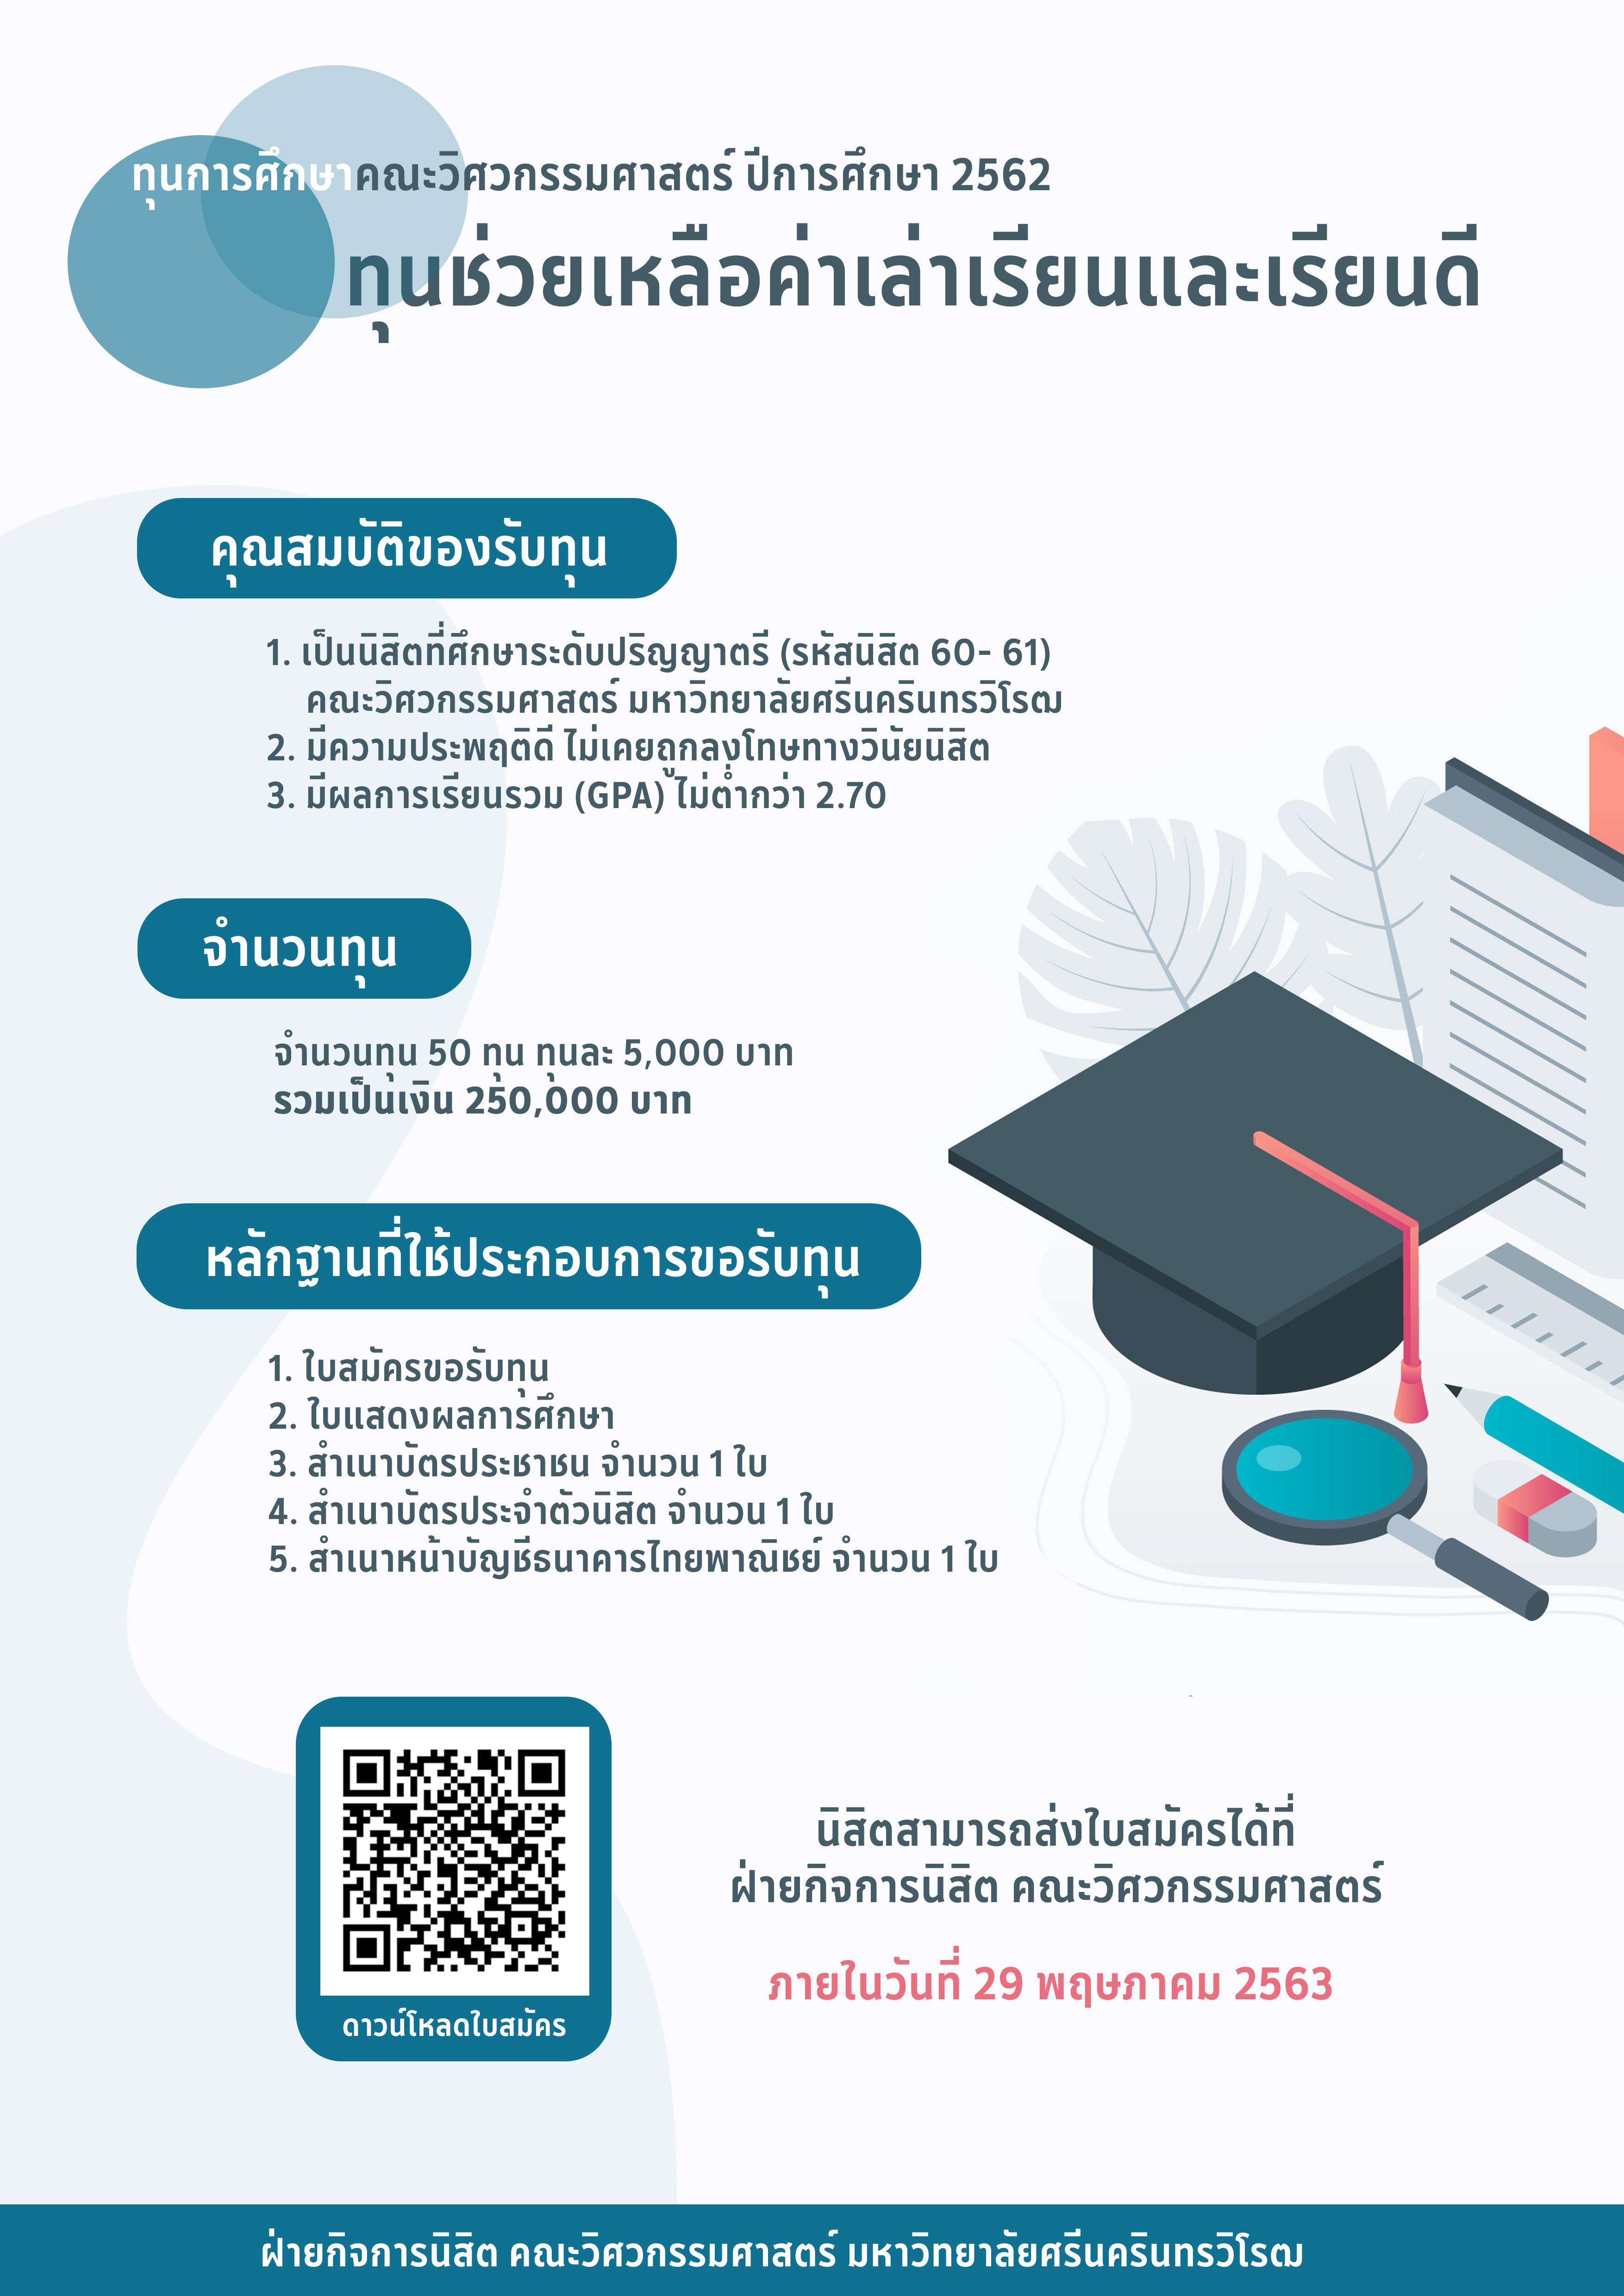 ทุนการศึกษาคณะวิศวกรรมศาสตร์ ปีการศึกษา 2562
ทุนช่วยเหลือค่าเล่าเรียนและเรียนดี
คุณสมบัติของรับทุน
1. เป็นนิสิตที่ศึกษาระดับปริญญาตรี (รหัสนิสิต 60- 61)
คณะวิศวกรรมศาสตร์ มหาวิทยาลัยศรีนครินทรวิโรฒ
2. มีความประพฤติดี ไม่เคยถูกลงโทษทางวินัยนิสิต
3. มีผลการเรียนรวม (GPA) ไม่ต่ำกว่า 2.70
จำนวนทุน
จำนวนทุน 50 ทุน ทุนละ 5,000 บาท
รวมเป็นเงิน 250,000 บาท
หลักฐานที่ใช้ประกอบการขอรับทุน
1. ใบสมัครขอรับทุน
2. ใบแสดงผลการศึกษา
3. สำเนาบัตรประชาชน จำนวน 1 ใบ
4. สำเนาบัตรประจำตัวนิสิต จำนวน 1 ใบ
5. สำเนาหน้าบัญชีธนาคารไทยพาณิชย์ จำนวน 1 ใบ
นิสิตสามารถส่งใบสมัครได้ที่
ฝ่ายกิจการนิสิต คณะวิศวกรรมศาสตร์
ภายในวันที่ 29 พฤษภาคม 2563
ดาวน์โหลดใบสมัคร
ฝ่ายกิจการนิสิต คณะวิศวกรรมศาสตร์ มหาวิทยาลัยศรีนครินทรวิโรฒ